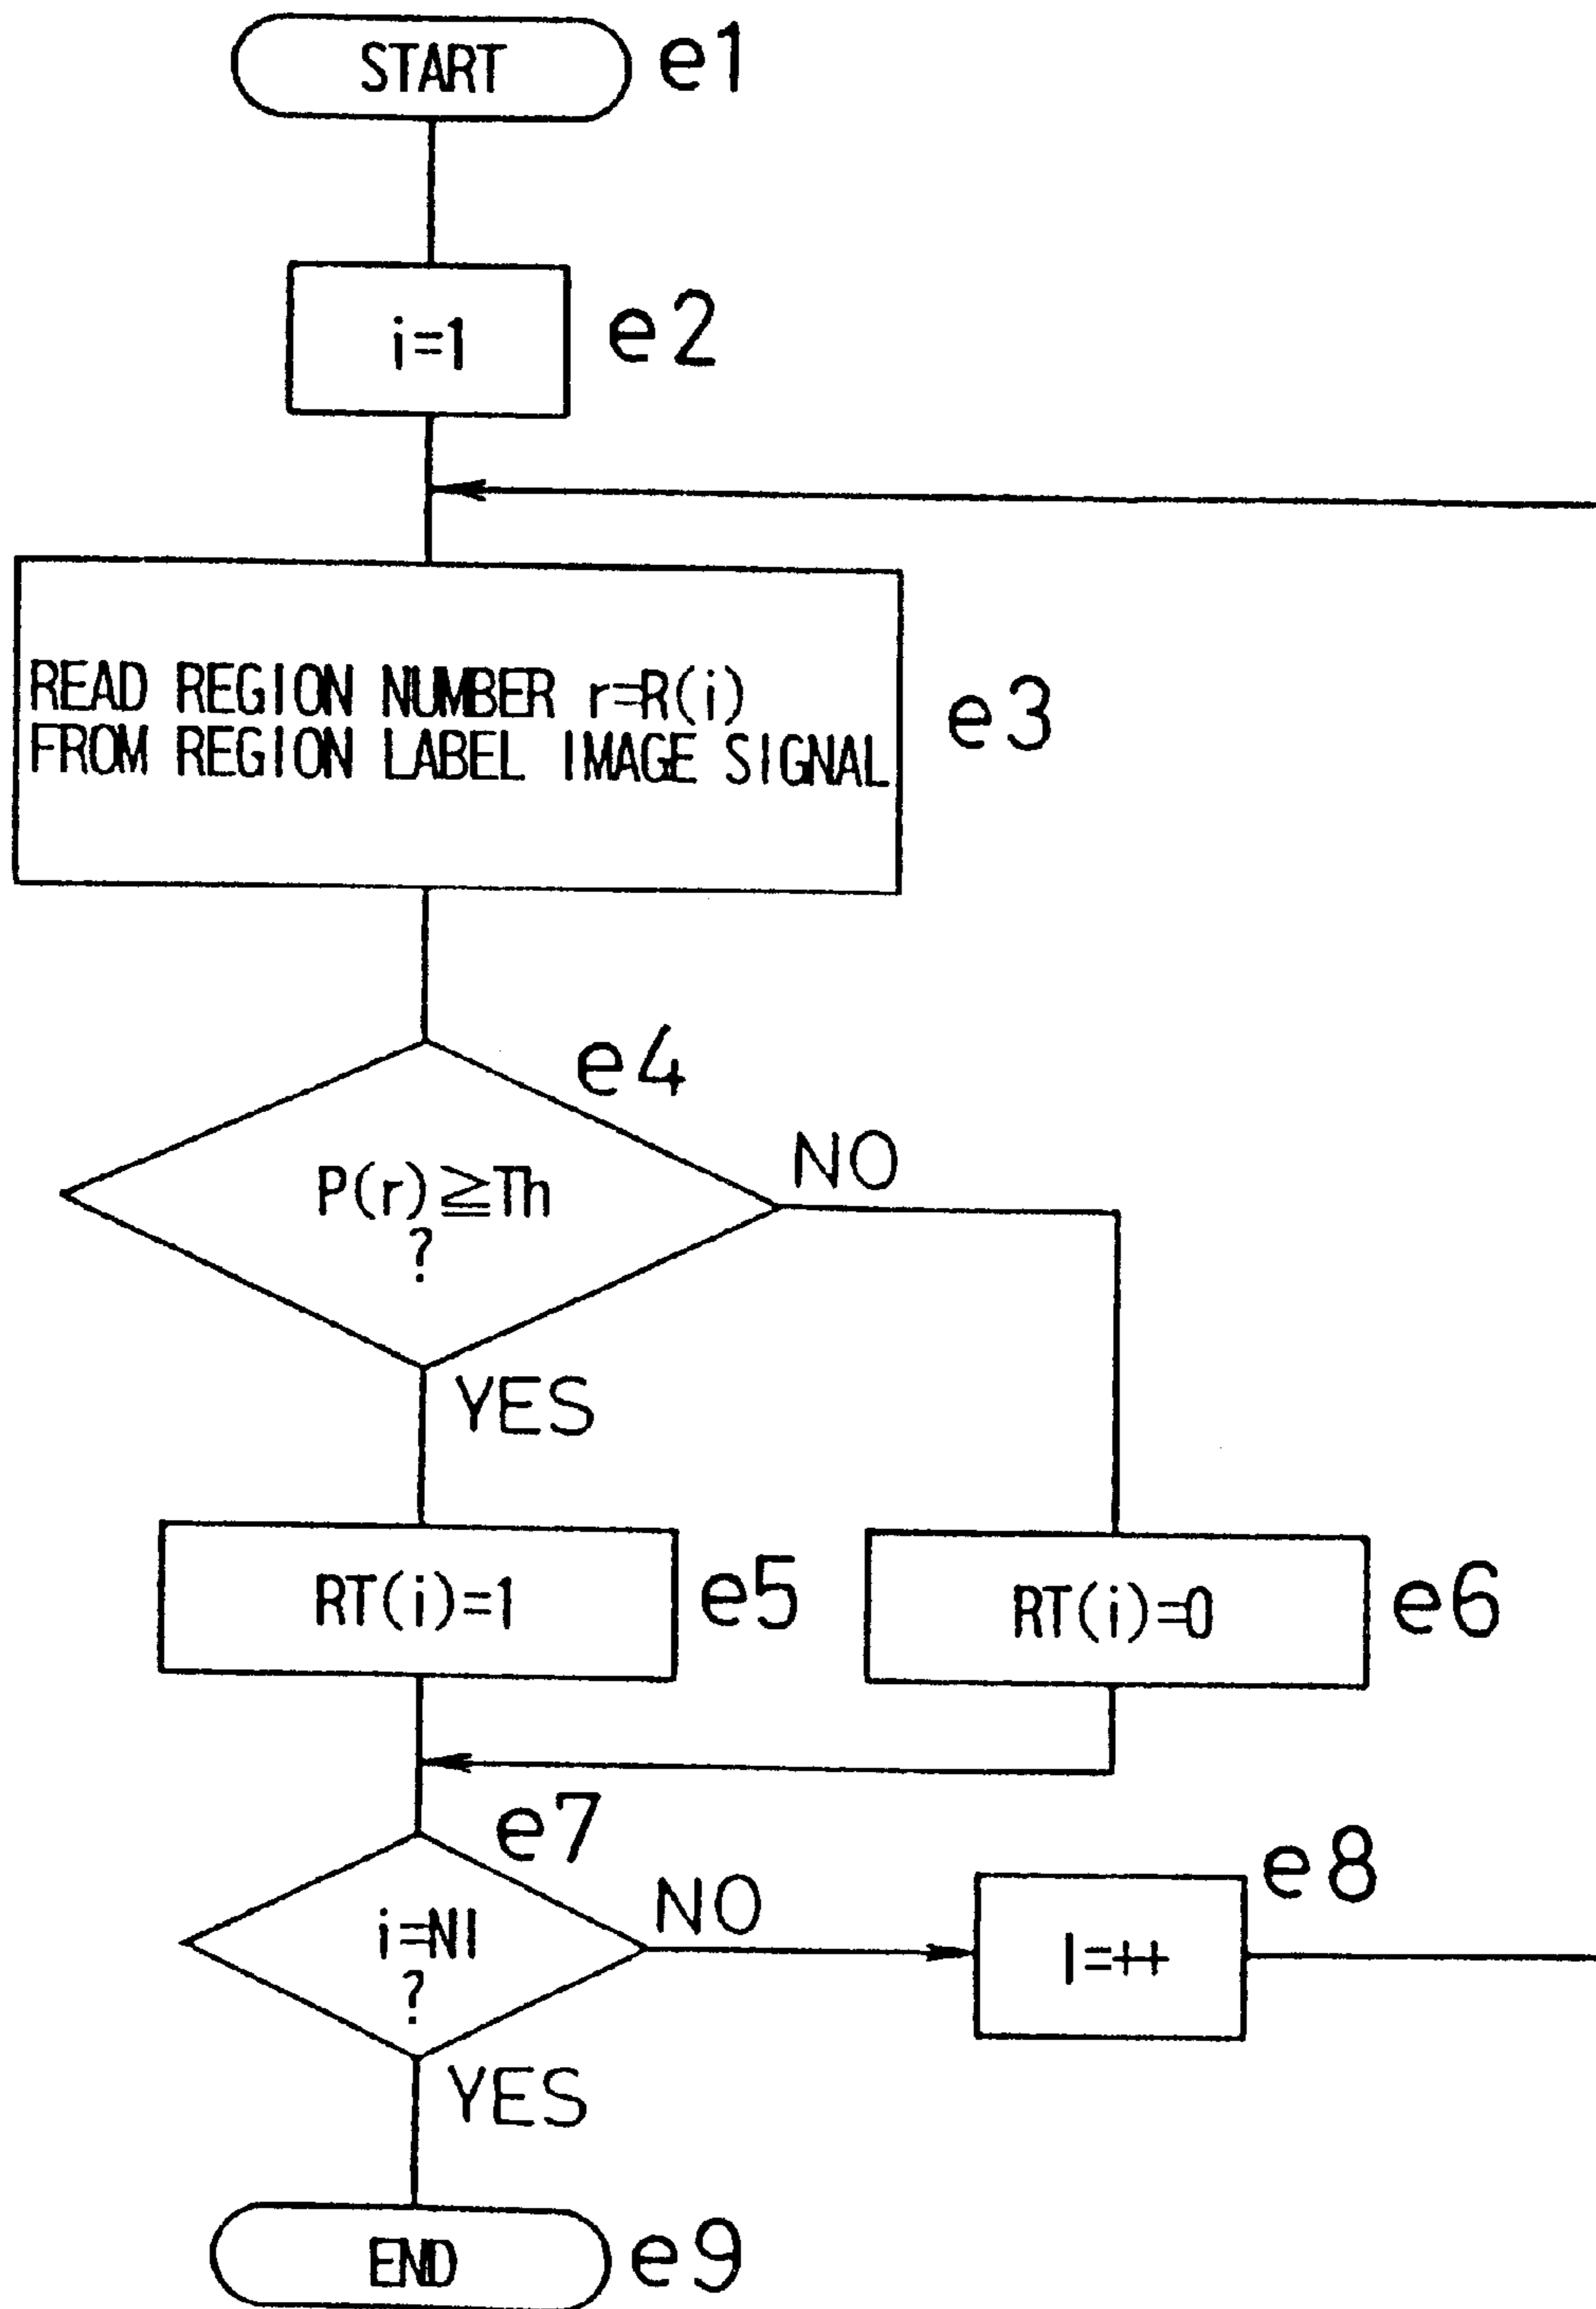 START e1
i=1 e2
READ REGION NUMBER r=R(i)
FROM REGION LABEL IMAGE SIGNAL
e3
e4
P(r)≧Th
?
NO
YES
RT(i)=1 e5
RT(i)=0 e6
e7
i=NI
?
NO
I=++
e8
YES
END e9